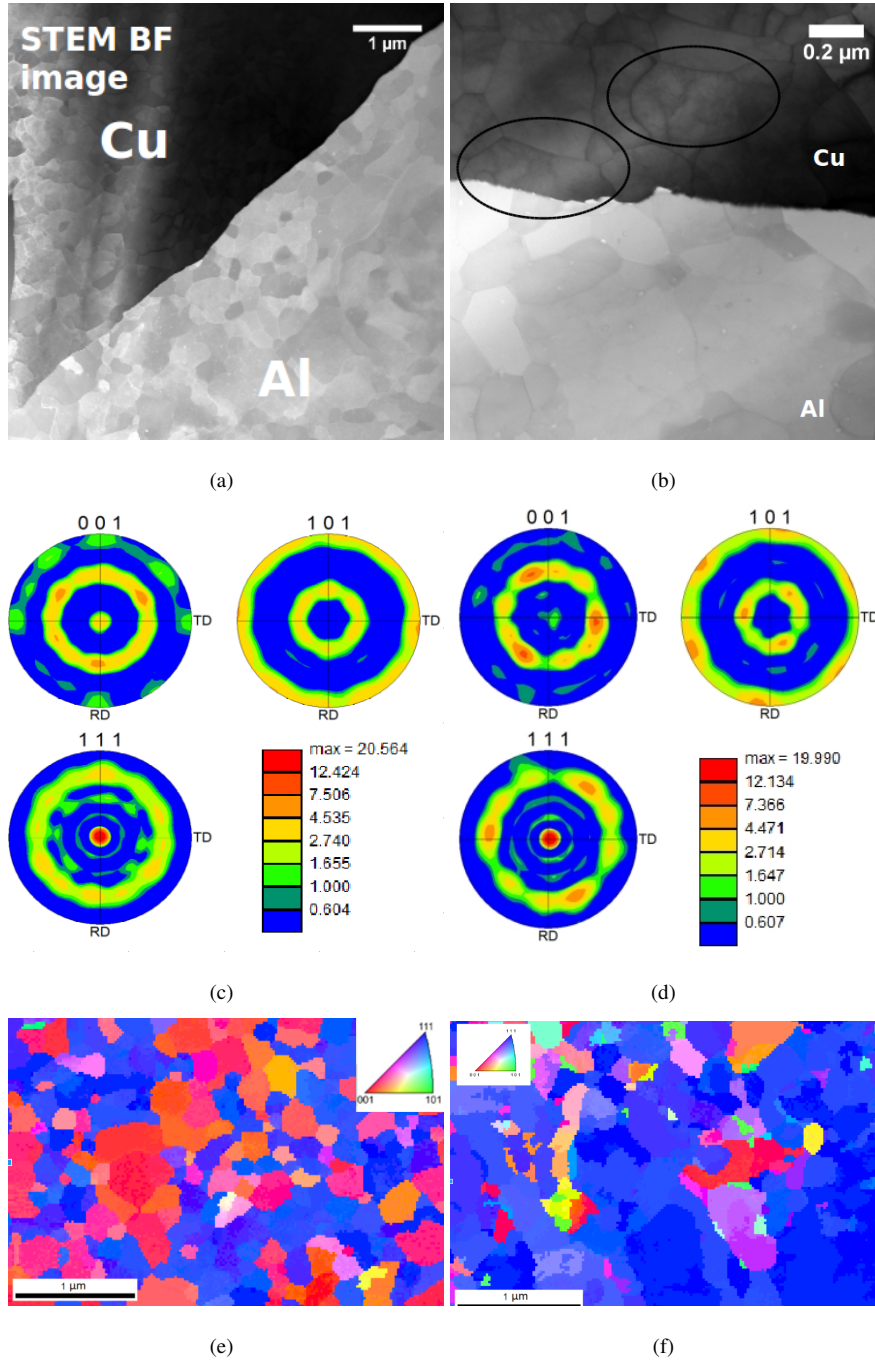 STEM BF
image
1 µm
Cu
Al
0.2 µm
Cu
Al
(a)
(b)
0 0 1
TD
RD
1 0 1
TD
RD
1 1 1
TD
RD
max = 20.564
12.424
7.506
4.535
2.740
1.655
1.000
0.604
0 0 1
TD
RD
1 0 1
TD
RD
1 1 1
TD
RD
max = 19.990
12.134
7.366
4.471
2.714
1.647
1.000
0.607
(c)
(d)
111
001 101
1 µm
111
001 101
1 µm
(e)
(f)